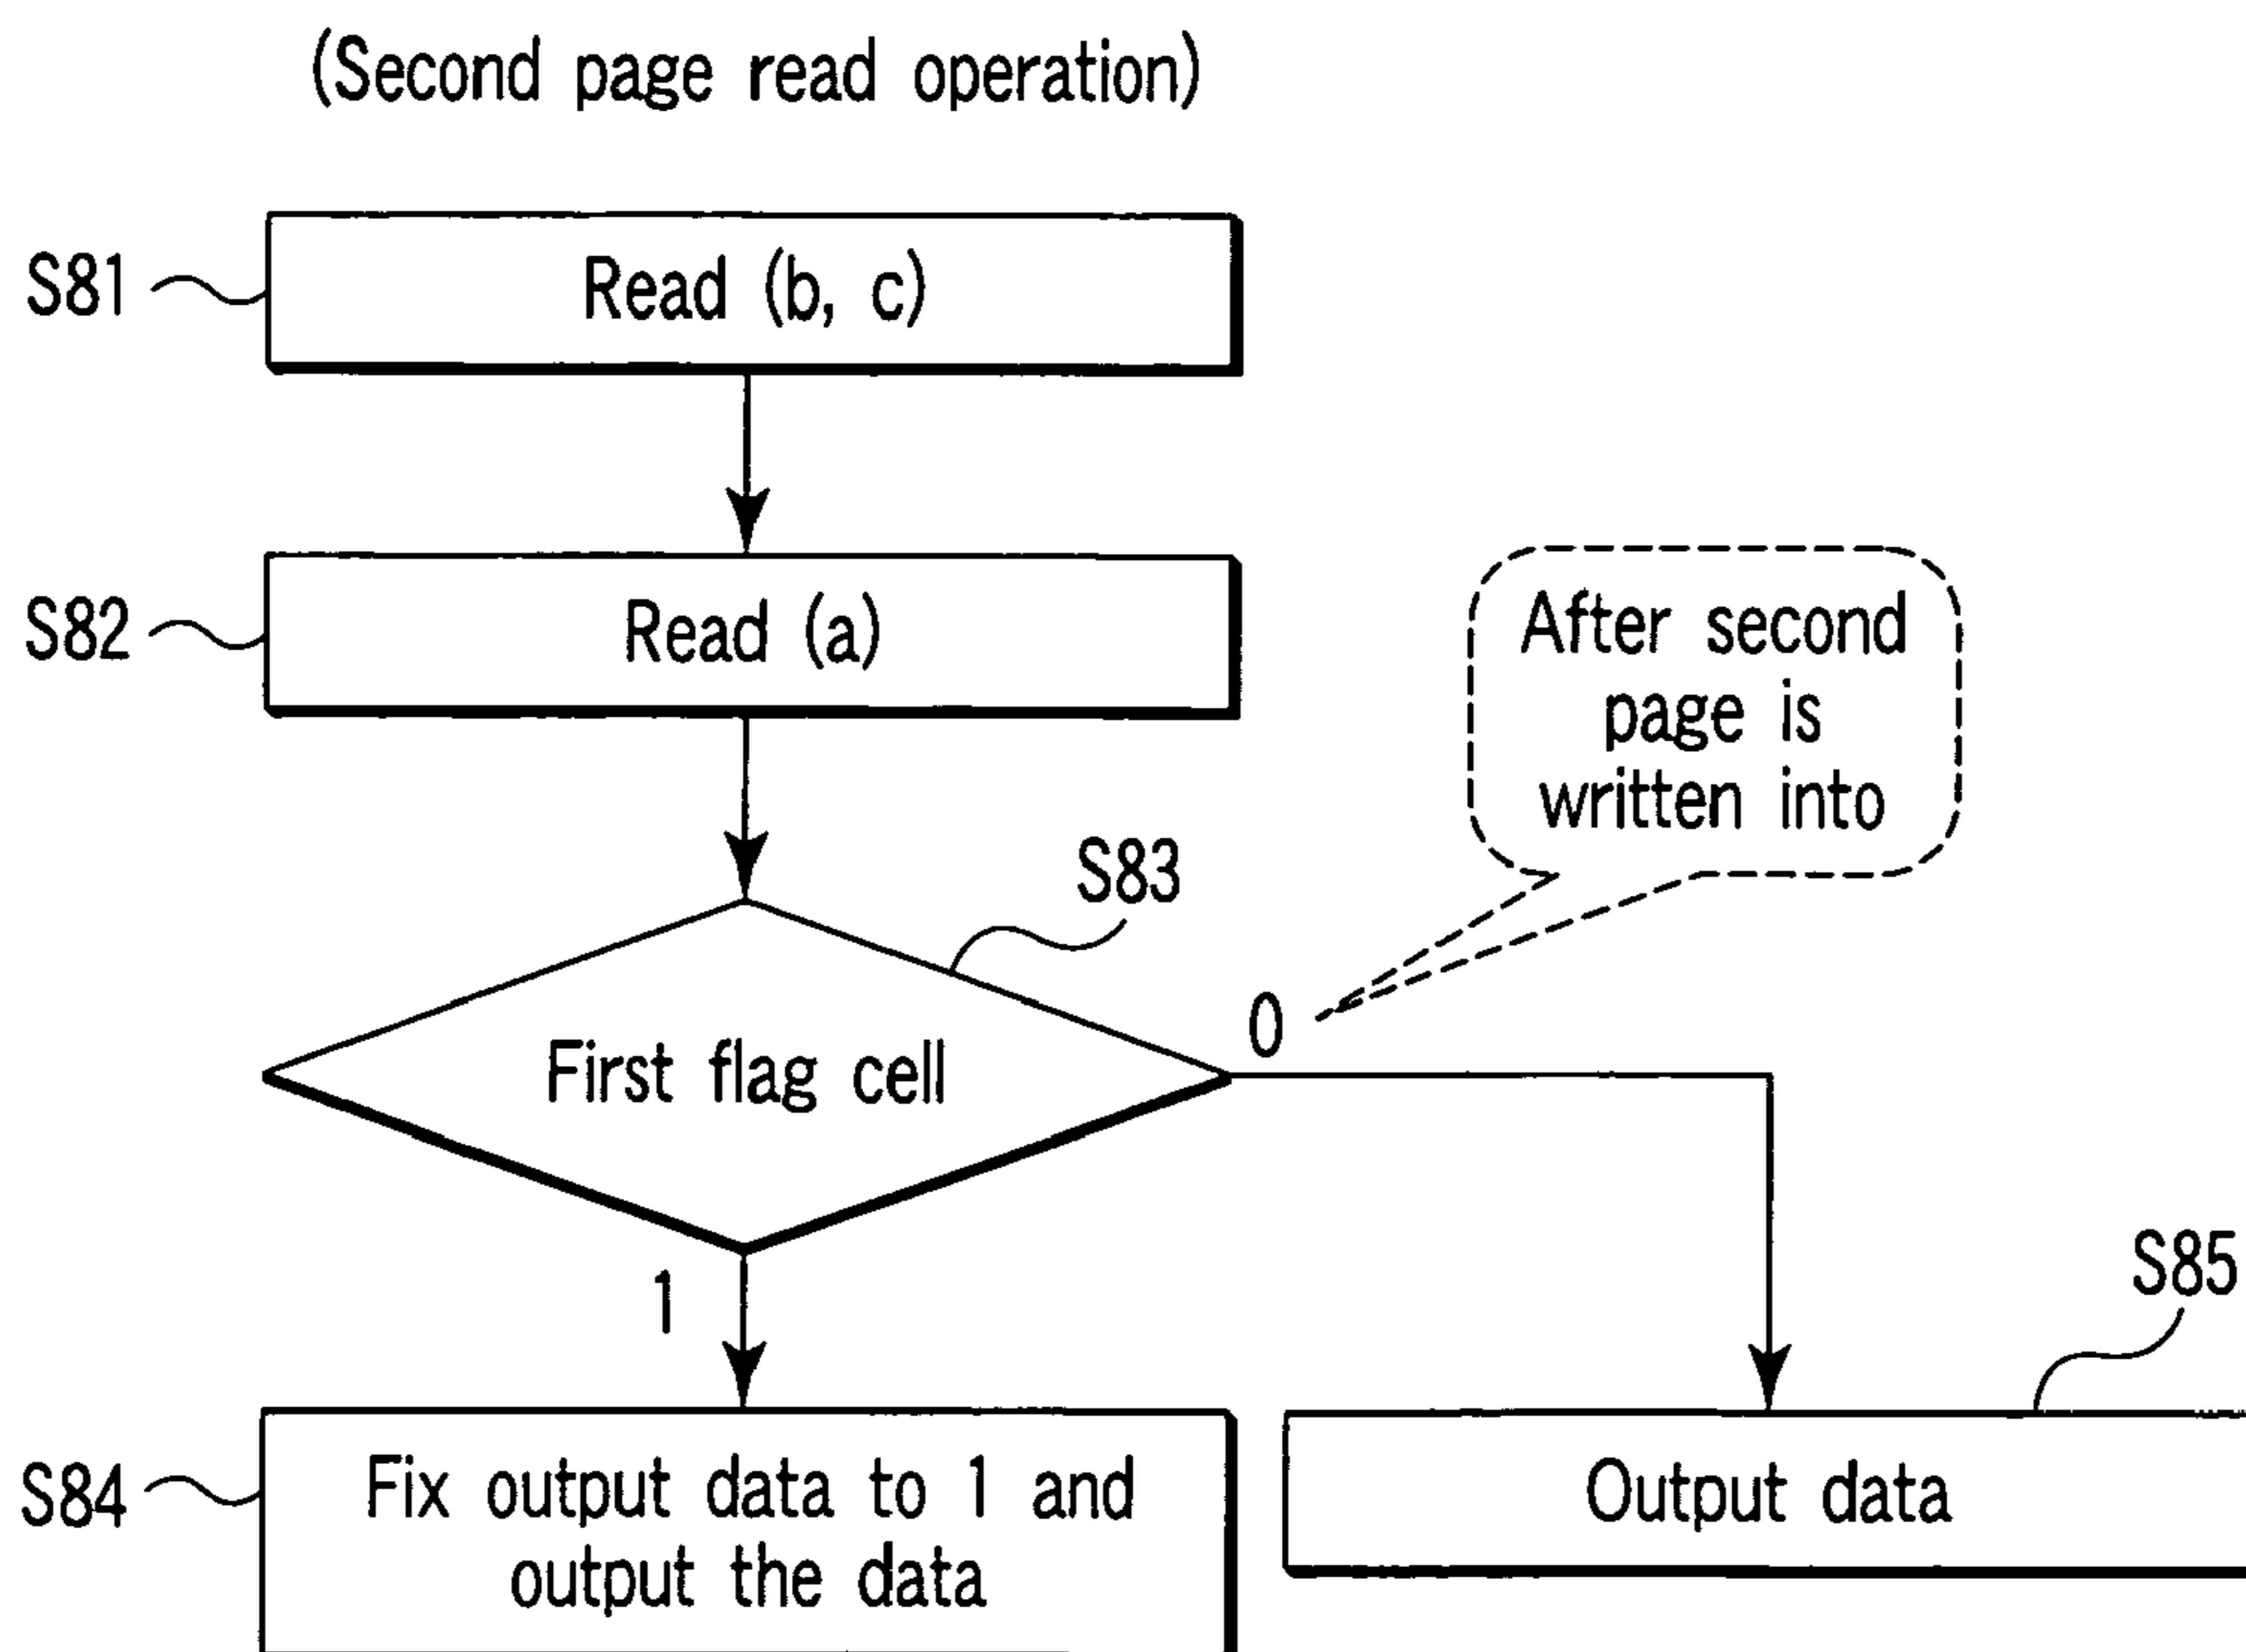 (Second page read operation)
S81
Read (b, c)
S82
Read (a)
After second
page is
written into
S83
First flag cell
0
1
S85
S84
Fix output data to 1 and
output the data
Output data